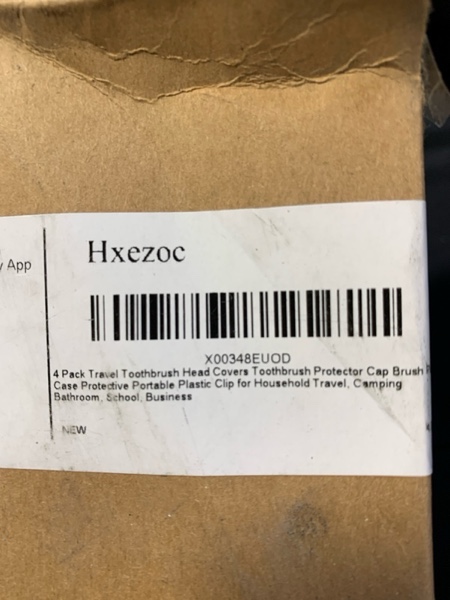 Hxezoc
App
X00348EUOD
4 Pack Travel Toothbrush Head Covers Toothbrush Protector Cap Brush
Case Protective Portable Plastic Clip for Household Travel, Camping
Bathroom, School, Business
NEW